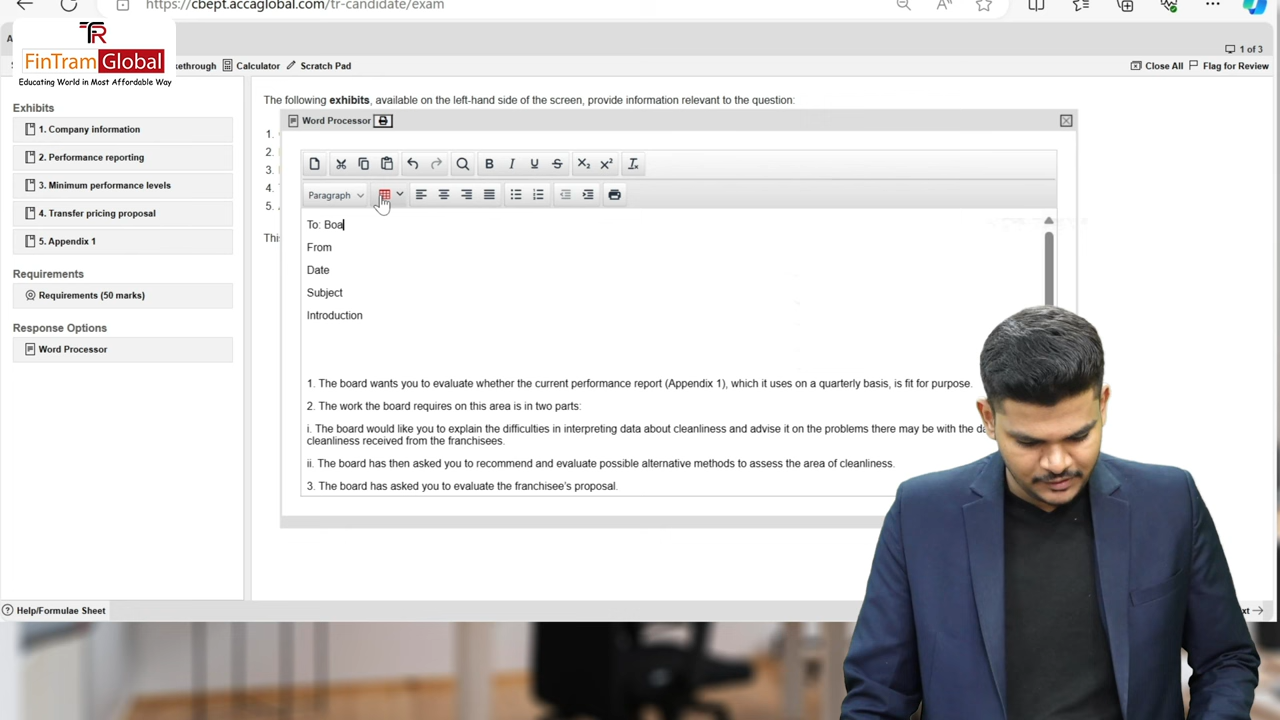 https://cbept.accaglobal.com/tr-candidate/exam
FinTram Global
Educating World in Most Affordable Way
kethrough Calculator Scratch Pad
1 of 3
Close All Flag for Review
Exhibits
1. Company information
2. Performance reporting
3. Minimum performance levels
4. Transfer pricing proposal
5. Appendix 1
Requirements
Requirements (50 marks)
Response Options
Word Processor
The following exhibits, available on the left-hand side of the screen, provide information relevant to the question:
1.
2.
3.
4.
5.
Thi
Word Processor
Paragraph
To: Boa
From
Date
Subject
Introduction
1. The board wants you to evaluate whether the current performance report (Appendix 1), which it uses on a quarterly basis, is fit for purpose.
2. The work the board requires on this area is in two parts:
i. The board would like you to explain the difficulties in interpreting data about cleanliness and advise it on the problems there may be with the da
cleanliness received from the franchisees.
ii. The board has then asked you to recommend and evaluate possible alternative methods to assess the area of cleanliness.
3. The board has asked you to evaluate the franchisee's proposal.
Help/Formulae Sheet